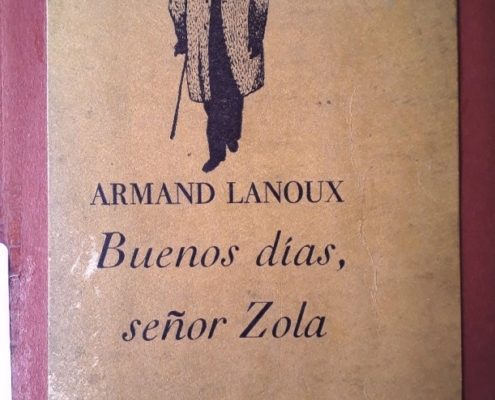 ARMAND LANOUX
Buenos días,
señor Zola